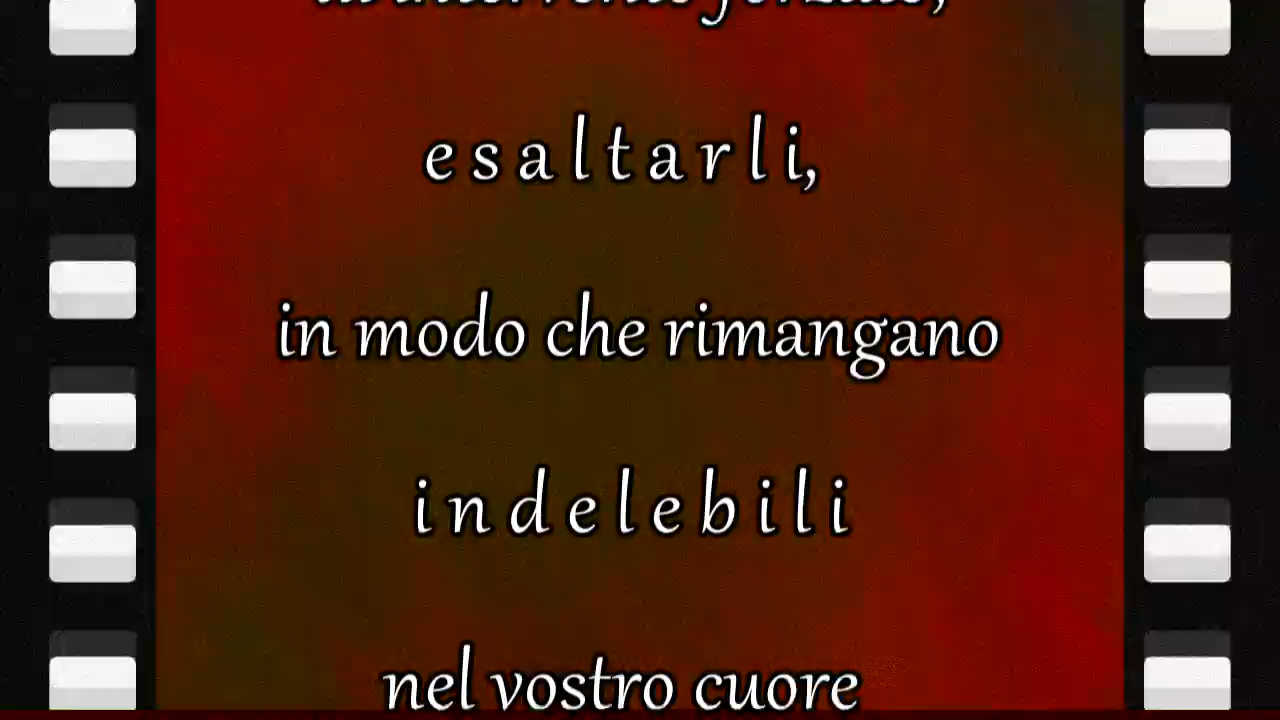 esaltarli,
in modo che rimangano
indelebili
nel vostro cuore